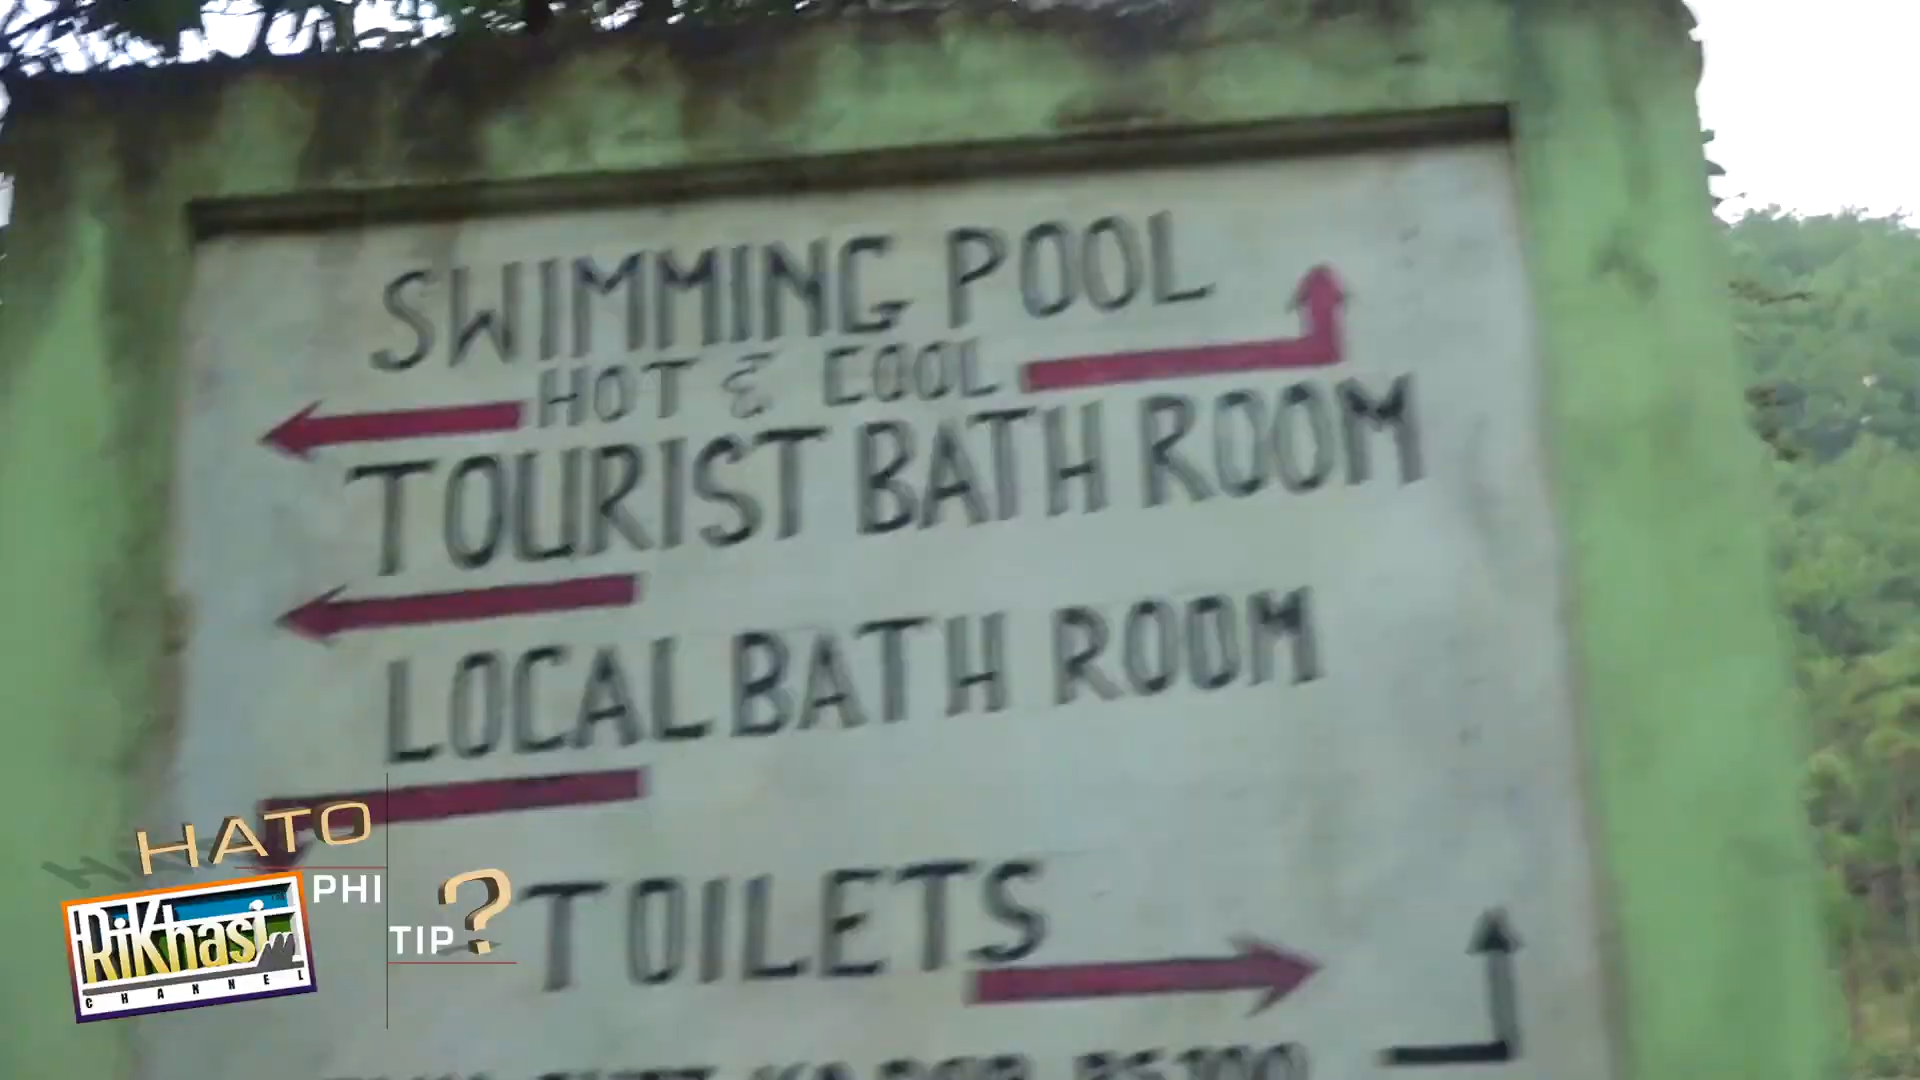 SWIMMING POOL
HOT & COOL
TOURIST BATH ROOM
LOCAL BATH ROOM
TOILETS
HATO
PHI
TIP?
RiKhasi
CHANNEL